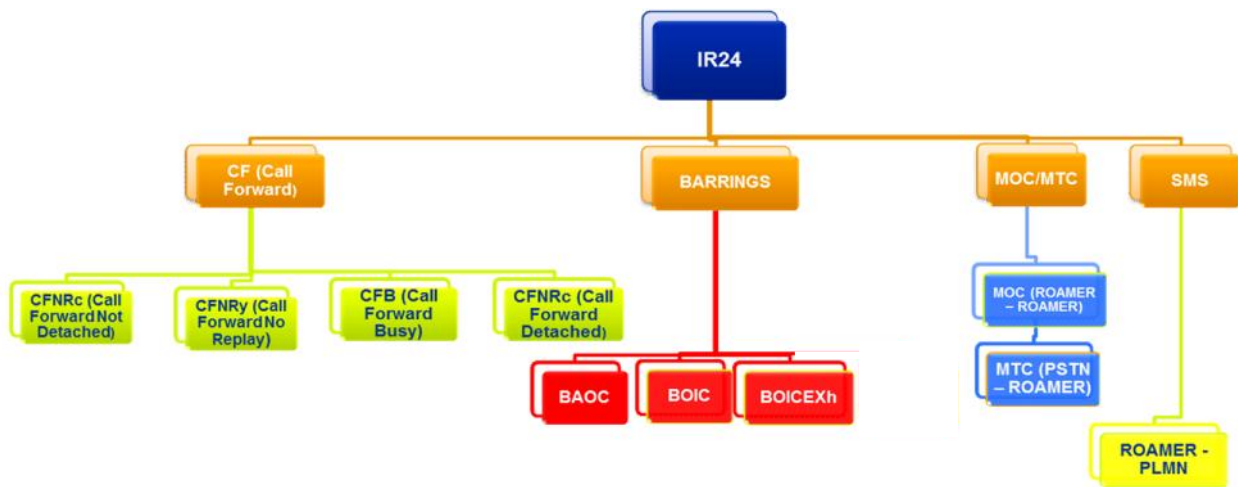 IR24
CF (Call
Forward)
BARRINGS
MOC/MTC
SMS
CFNRc (Call
Forward Not
Detached)
CFNRy (Call
Forward No
Replay)
CFB (Call
Forward
Busy)
CFNRc (Call
Forward
Detached)
MOC (ROAMER
– ROAMER)
MTC (PSTN
– ROAMER)
BAOC
BOIC
BOICEXh
ROAMER -
PLMN